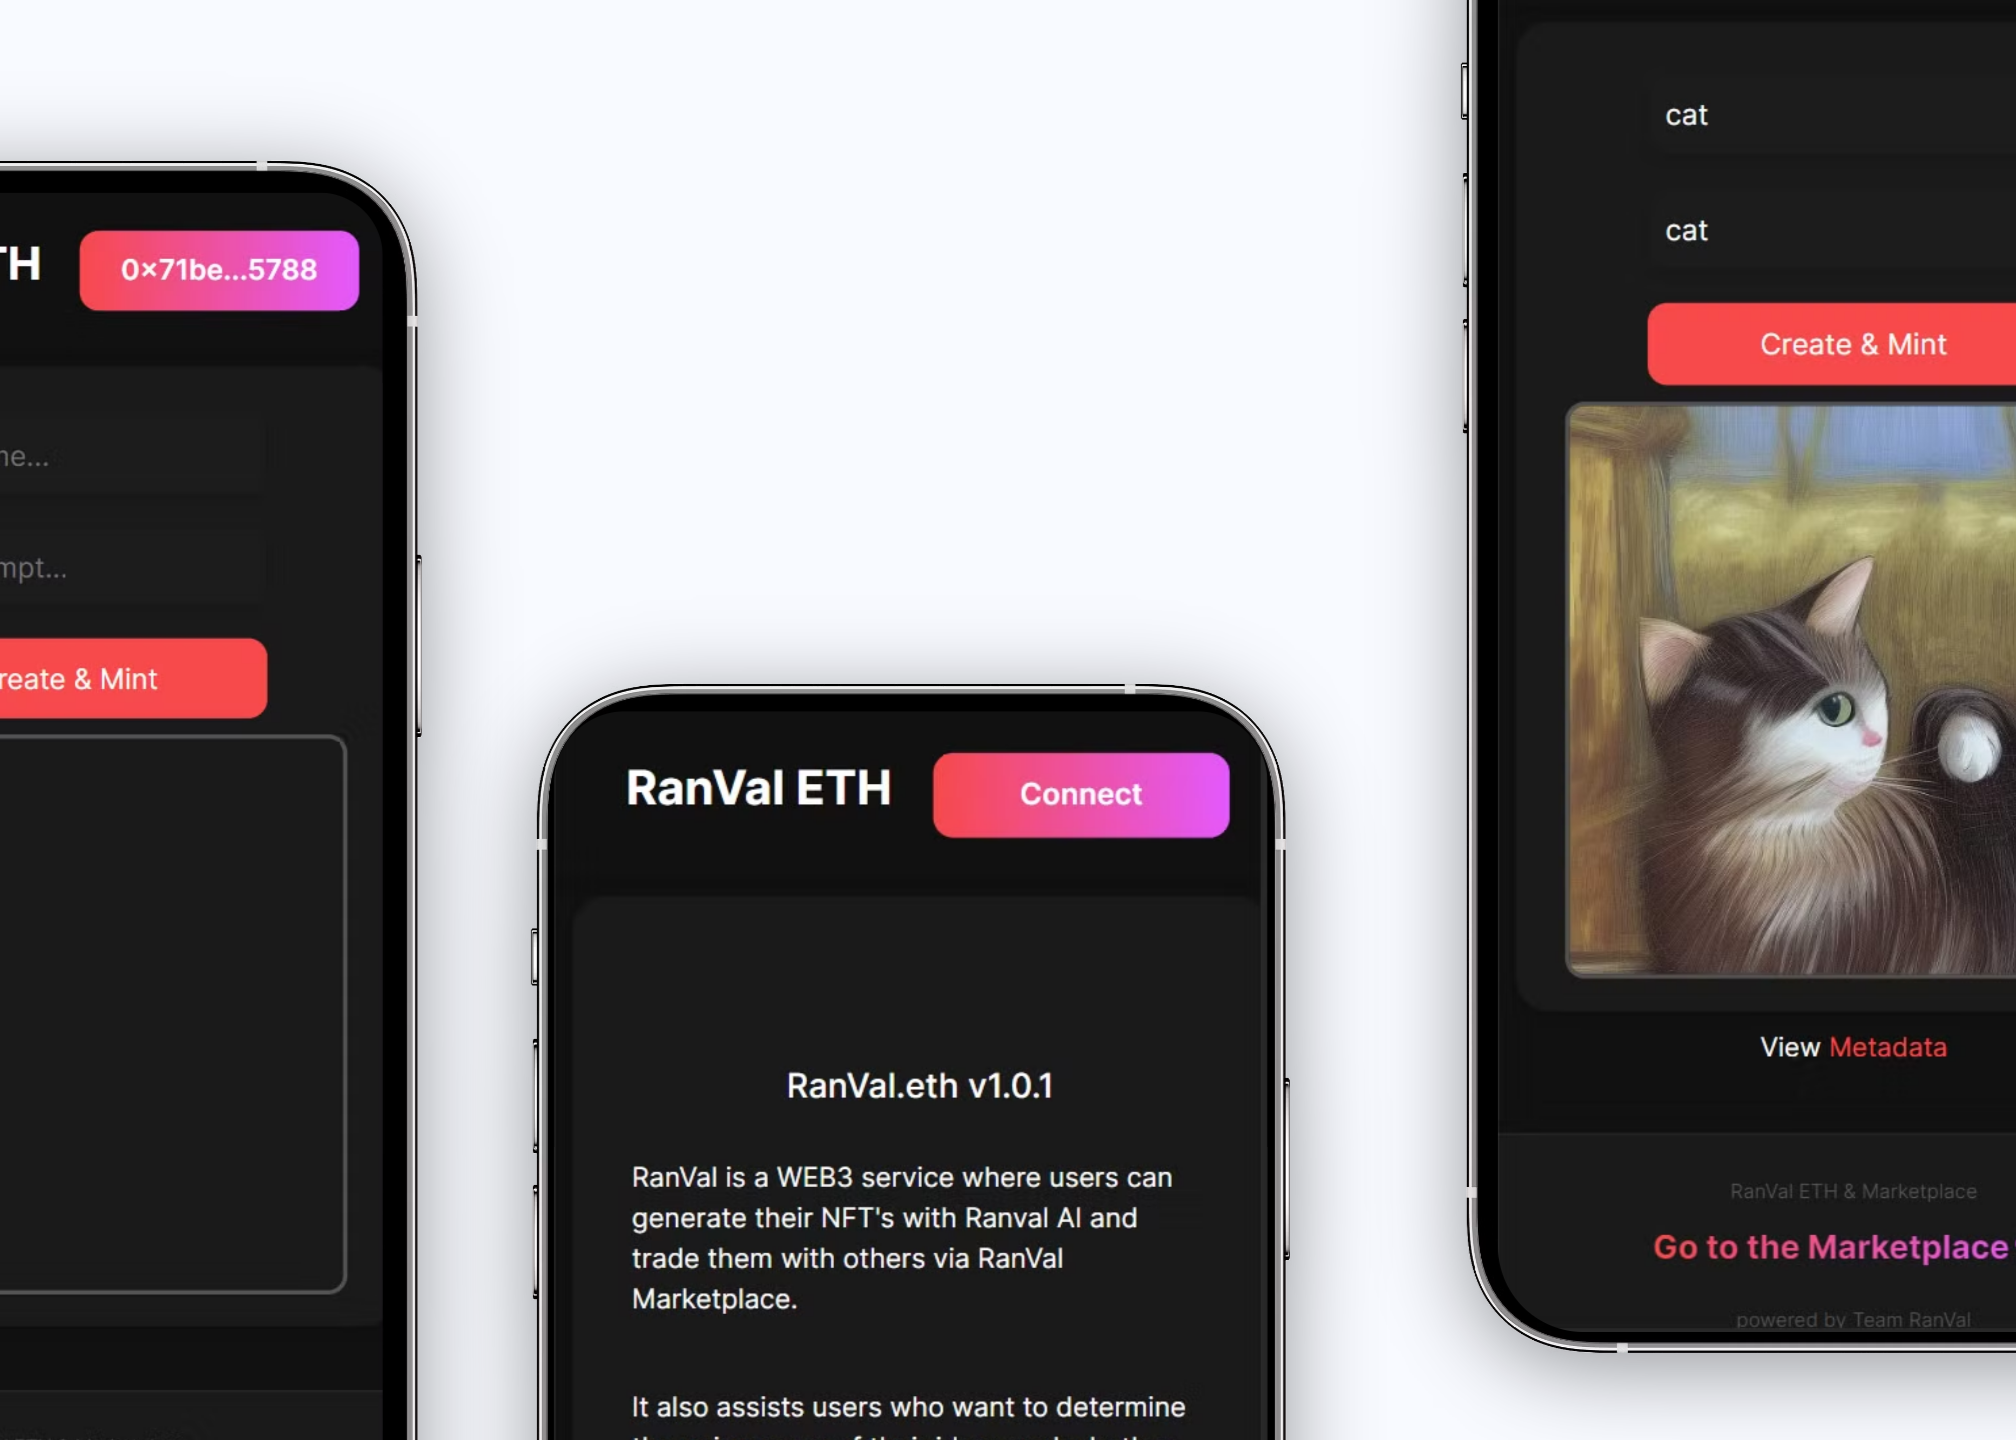 TH
0×71be...5788
ne...
mpt...
reate & Mint
RanVal ETH
Connect
RanVal.eth v1.0.1
RanVal is a WEB3 service where users can
generate their NFT's with Ranval AI and
trade them with others via RanVal
Marketplace.
It also assists users who want to determine
cat
cat
Create & Mint
View Metadata
RanVal ETH & Marketplace
Go to the Marketplace
powered by Team RanVal